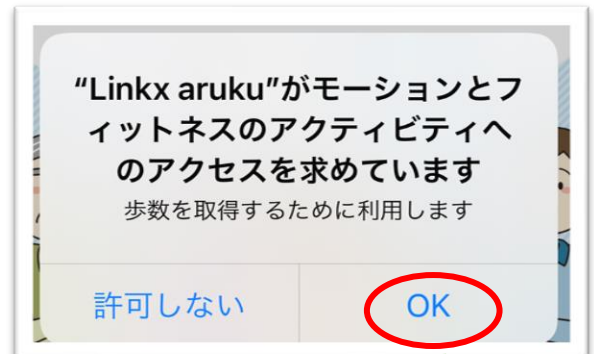 “Linkx aruku”がモーションとフ
ィットネスのアクティビティへ
のアクセスを求めています
歩数を取得するために利用します
許可しない
OK